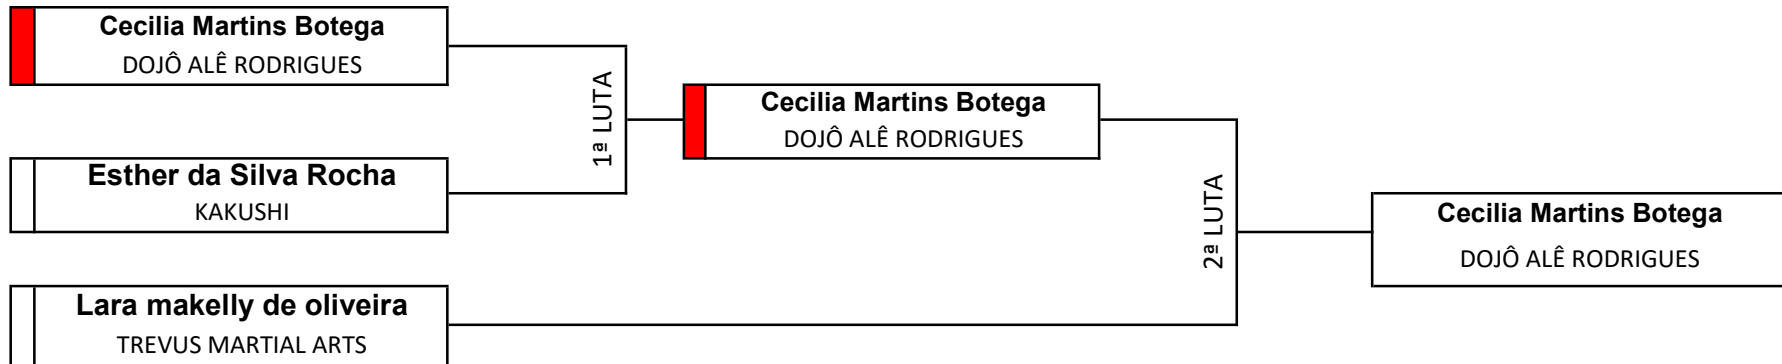 Cecilia Martins Botega
DOJÔ ALÊ RODRIGUES
1ª LUTA
Esther da Silva Rocha
KAKUSHI
Cecilia Martins Botega
DOJÔ ALÊ RODRIGUES
2ª LUTA
Cecilia Martins Botega
DOJÔ ALÊ RODRIGUES
Lara makelly de oliveira
TREVUS MARTIAL ARTS